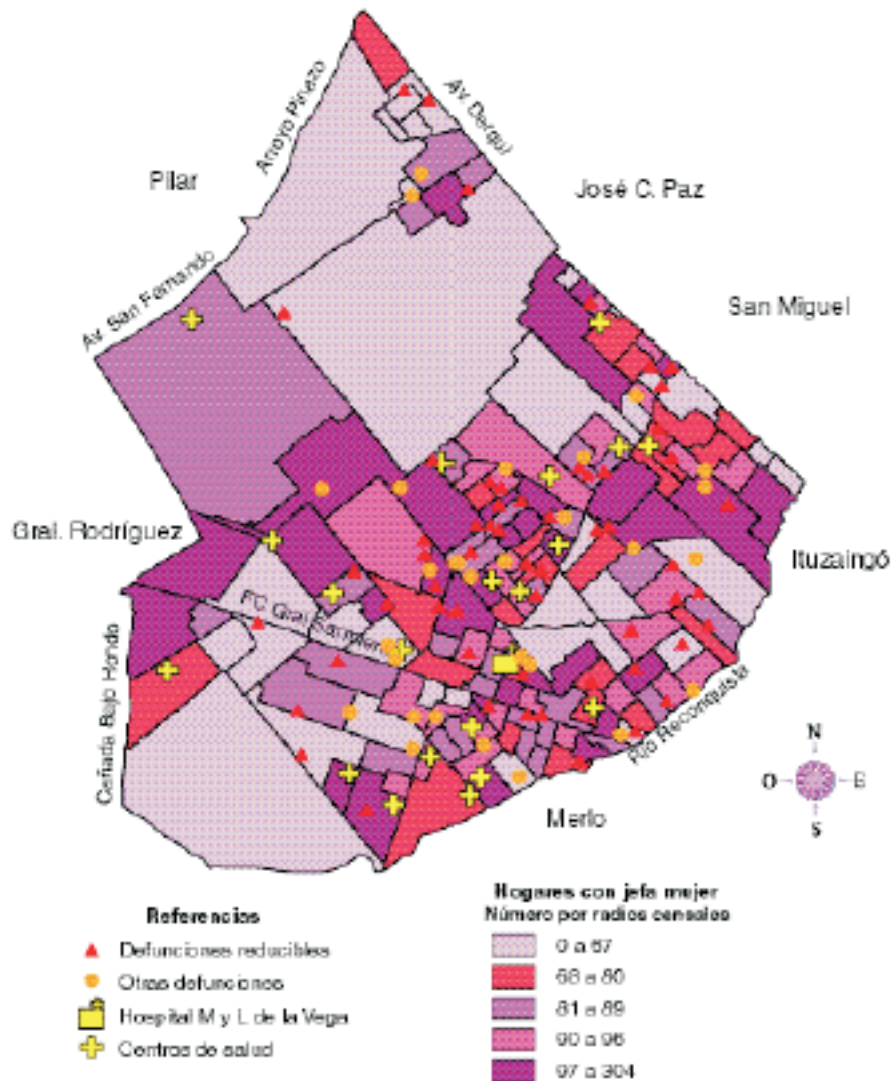 Arroyo Pinazo
Av. Derqui
Pilar
José C. Paz
Av. San Fernando
San Miguel
Gral. Rodríguez
Ituzaingó
FC Gral Sarmiento
Cañada Bajo Hondo
Río Reconquista
N
O
E
S
Merlo
Referencias
Defunciones reducibles
Otras defunciones
Hospital M y L de la Vega
Centros de salud
Hogares con jefa mujer
Número por radios censales
0 a 67
68 a 80
81 a 89
90 a 96
97 a 304